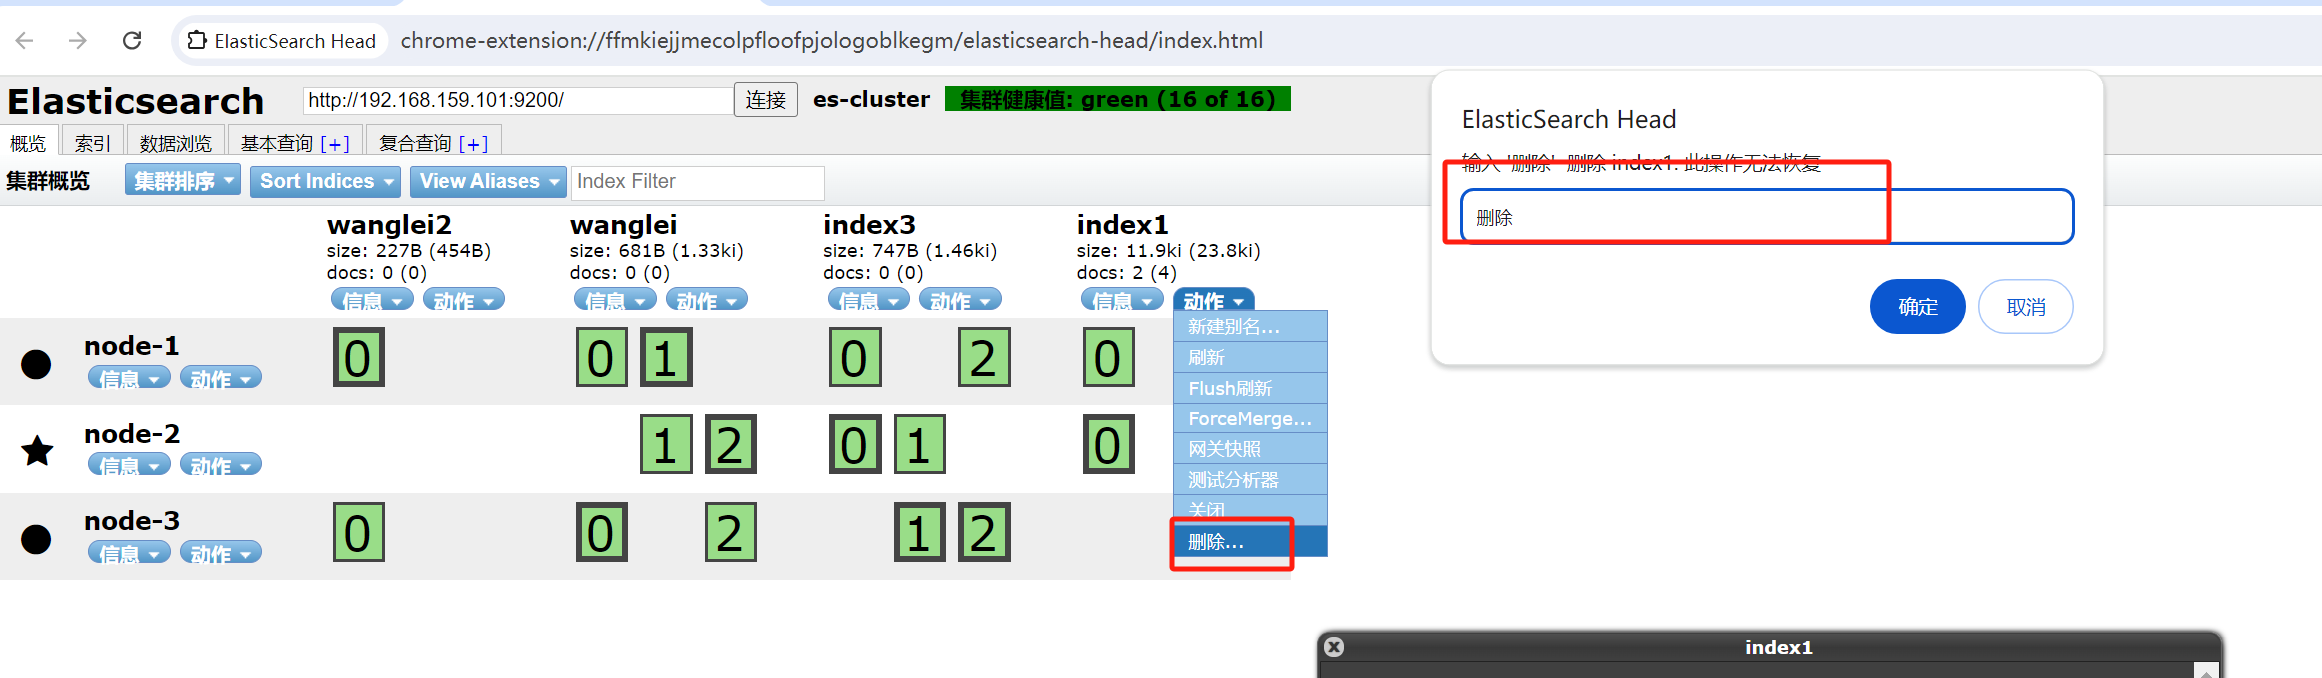 ElasticSearch Head chrome-extension://ffmkiejjmecolpfloofpjologoblkegm/elasticsearch-head/index.html
Elasticsearch http://192.168.159.101:9200/ 连接 es-cluster 集群健康值: green (16 of 16)
概览 索引 数据浏览 基本查询 [+] 复合查询 [+]
集群概览 集群排序 Sort Indices View Aliases Index Filter
wanglei2 wanglei index3 index1
size: 227B (454B) size: 681B (1.33ki) size: 747B (1.46ki) size: 11.9ki (23.8ki)
docs: 0 (0) docs: 0 (0) docs: 0 (0) docs: 2 (4)
信息 动作 信息 动作 信息 动作 信息 动作
node-1
信息 动作
0 0 1 0 2 0
node-2
信息 动作
1 2 0 1 0
node-3
信息 动作
0 0 2 1 2
新建别名...
刷新
Flush刷新
ForceMerge...
网关快照
测试分析器
关闭
删除...
ElasticSearch Head
输入 '删除' 删除 index1. 此操作无法恢复
删除
确定 取消
index1